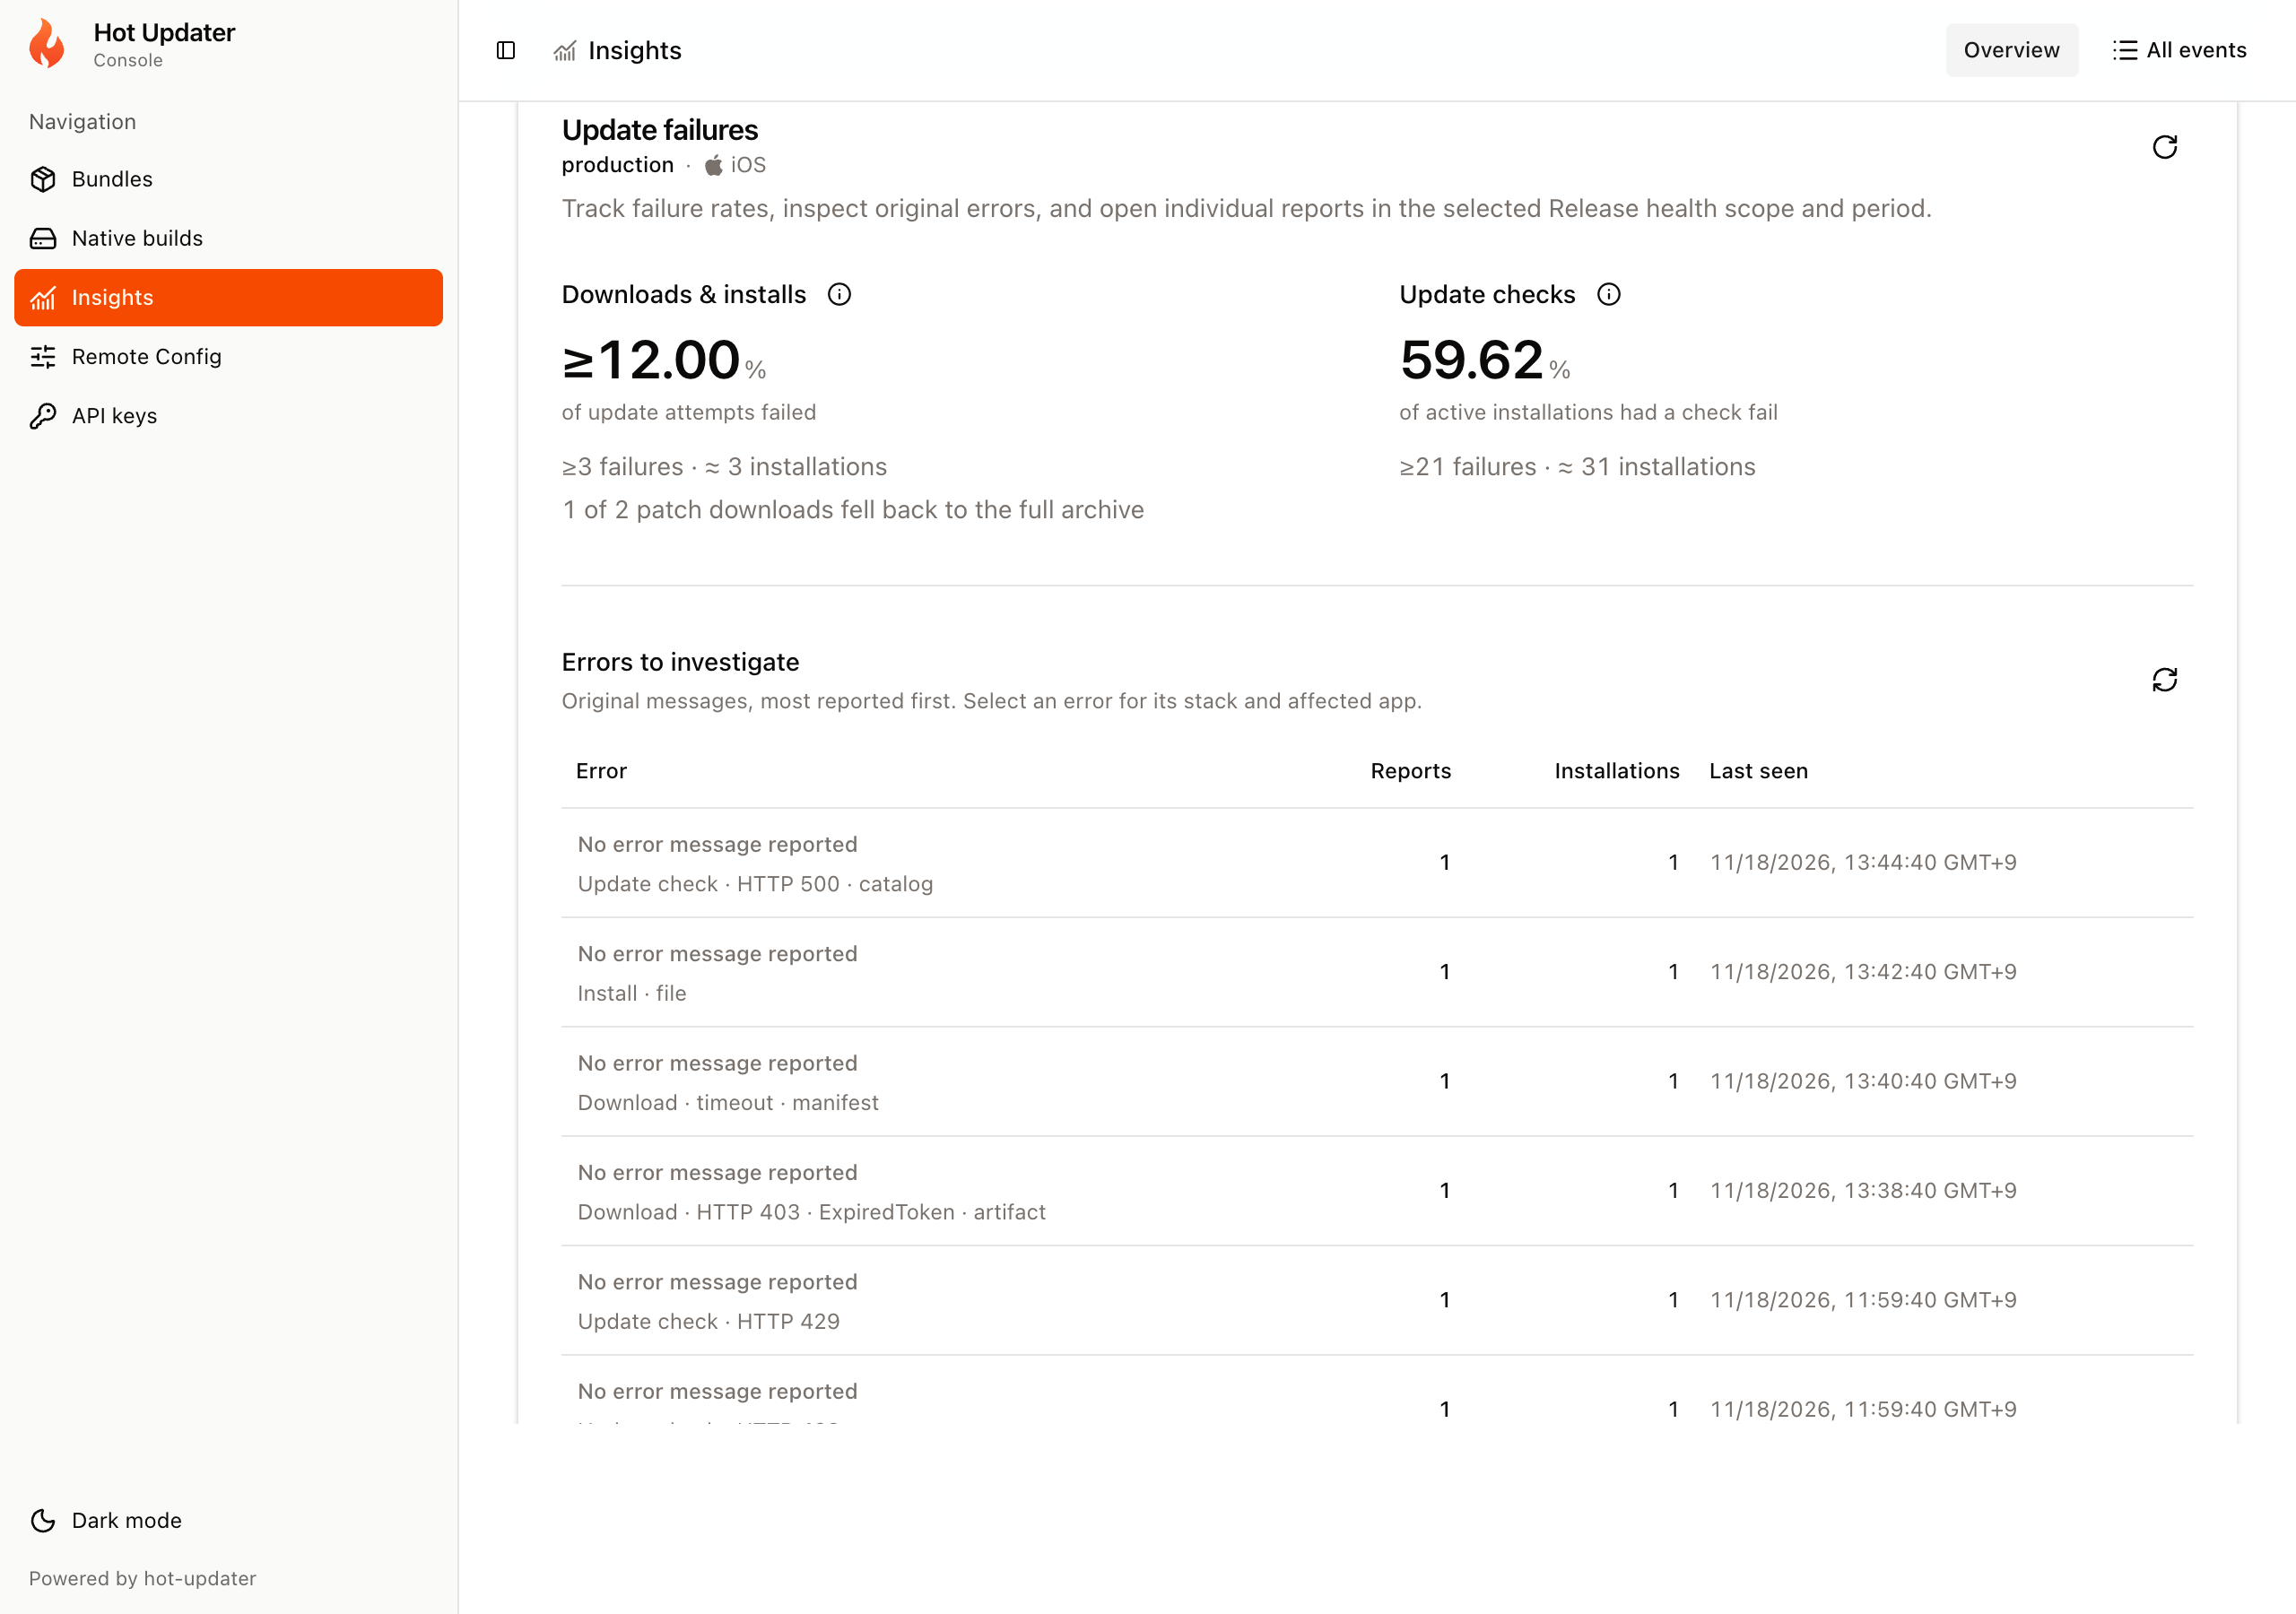 Hot Updater
Console
Navigation
Bundles
Native builds
Insights
Remote Config
API keys
Dark mode
Powered by hot-updater
Insights
Overview
All events
Update failures
production · iOS
Track failure rates, inspect original errors, and open individual reports in the selected Release health scope and period.
Downloads & installs
≥12.00 %
of update attempts failed
≥3 failures · ≈ 3 installations
1 of 2 patch downloads fell back to the full archive
Update checks
59.62 %
of active installations had a check fail
≥21 failures · ≈ 31 installations
Errors to investigate
Original messages, most reported first. Select an error for its stack and affected app.
Error Reports Installations Last seen
No error message reported
Update check · HTTP 500 · catalog
1 1 11/18/2026, 13:44:40 GMT+9
No error message reported
Install · file
1 1 11/18/2026, 13:42:40 GMT+9
No error message reported
Download · timeout · manifest
1 1 11/18/2026, 13:40:40 GMT+9
No error message reported
Download · HTTP 403 · ExpiredToken · artifact
1 1 11/18/2026, 13:38:40 GMT+9
No error message reported
Update check · HTTP 429
1 1 11/18/2026, 11:59:40 GMT+9
No error message reported
1 1 11/18/2026, 11:59:40 GMT+9